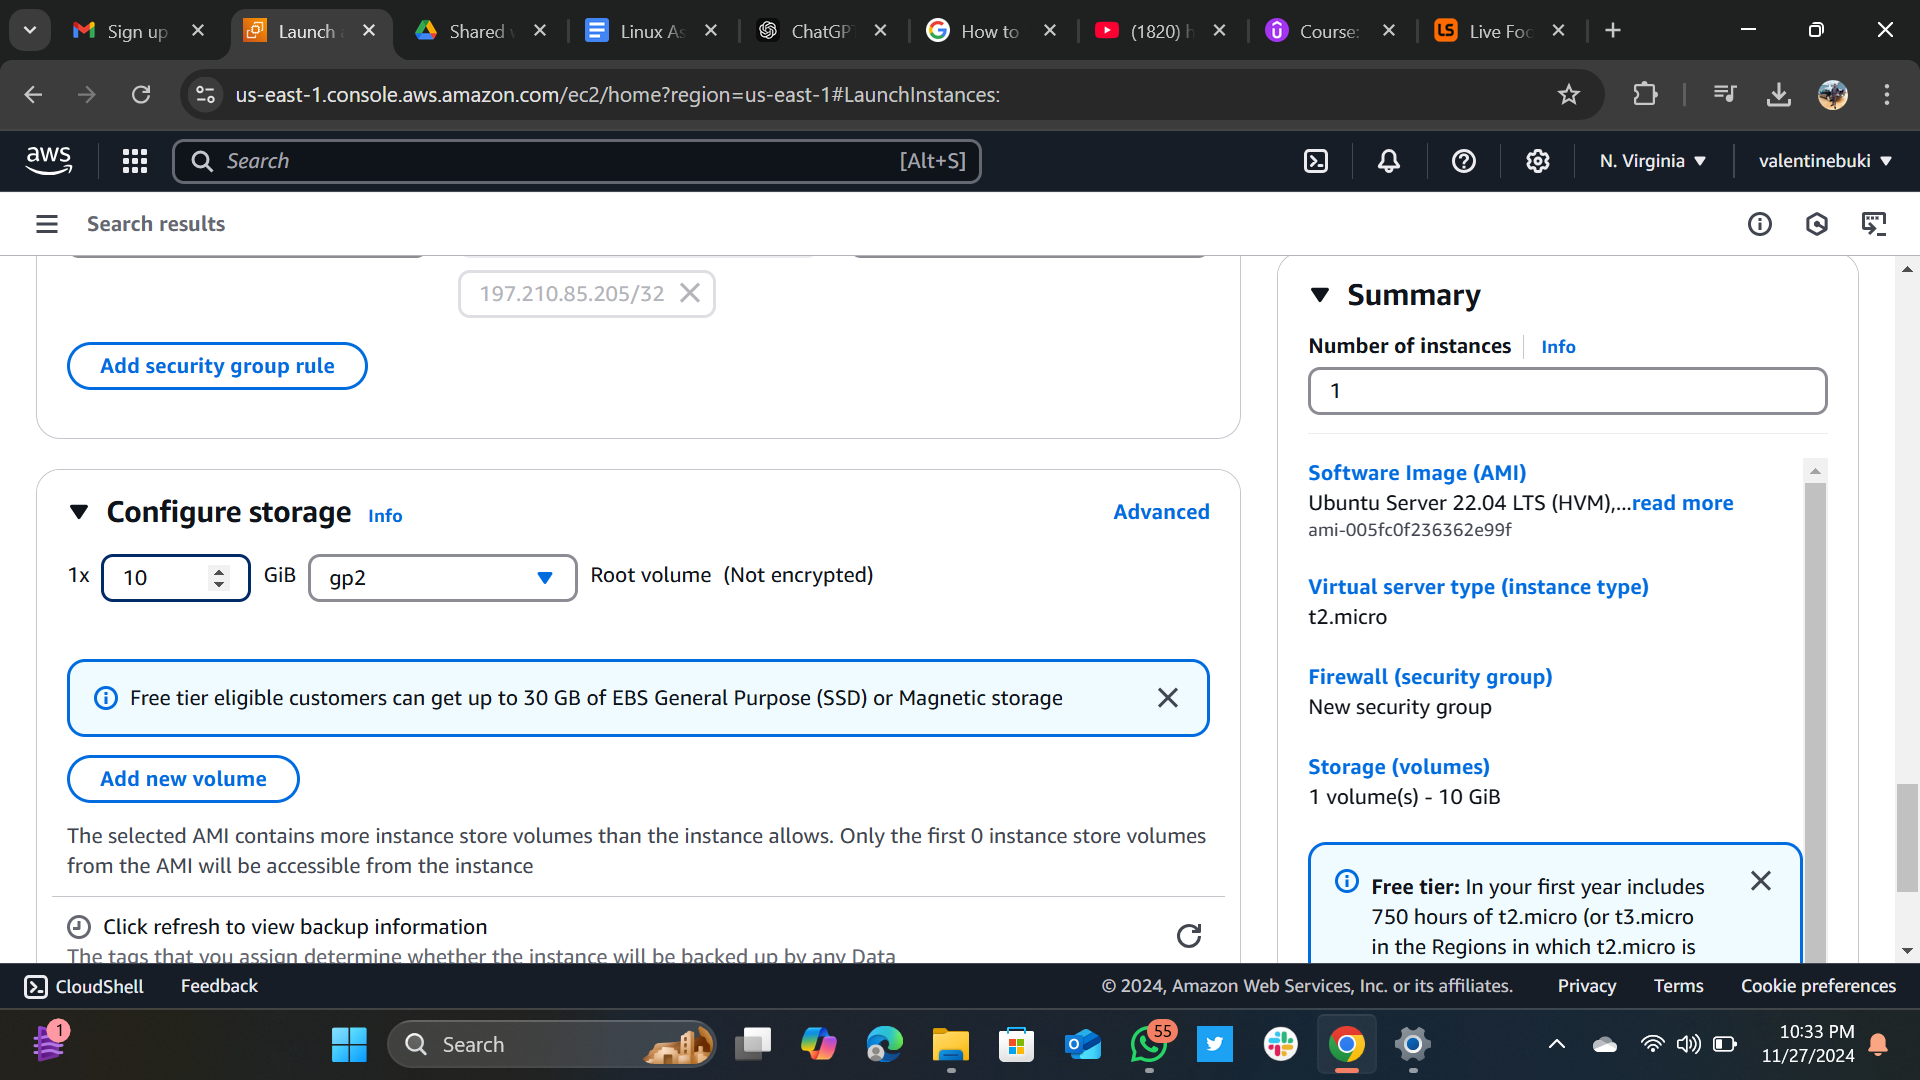 Sign up
Launch a
Shared w
Linux As
ChatGPT
How to
(1820) h
Course:
Live Foo
us-east-1.console.aws.amazon.com/ec2/home?region=us-east-1#LaunchInstances:
aws
Search
[Alt+S]
N. Virginia
valentinebuki
Search results
197.210.85.205/32
Add security group rule
Configure storage
Info
Advanced
1x
10
GiB
gp2
Root volume (Not encrypted)
Free tier eligible customers can get up to 30 GB of EBS General Purpose (SSD) or Magnetic storage
Add new volume
The selected AMI contains more instance store volumes than the instance allows. Only the first 0 instance store volumes
from the AMI will be accessible from the instance
Click refresh to view backup information
The tags that you assign determine whether the instance will be backed up by any Data
Summary
Number of instances
Info
1
Software Image (AMI)
Ubuntu Server 22.04 LTS (HVM),...read more
ami-005fc0f236362e99f
Virtual server type (instance type)
t2.micro
Firewall (security group)
New security group
Storage (volumes)
1 volume(s) - 10 GiB
Free tier: In your first year includes
750 hours of t2.micro (or t3.micro
in the Regions in which t2.micro is
CloudShell
Feedback
© 2024, Amazon Web Services, Inc. or its affiliates.
Privacy
Terms
Cookie preferences
1
Search
55
10:33 PM
11/27/2024